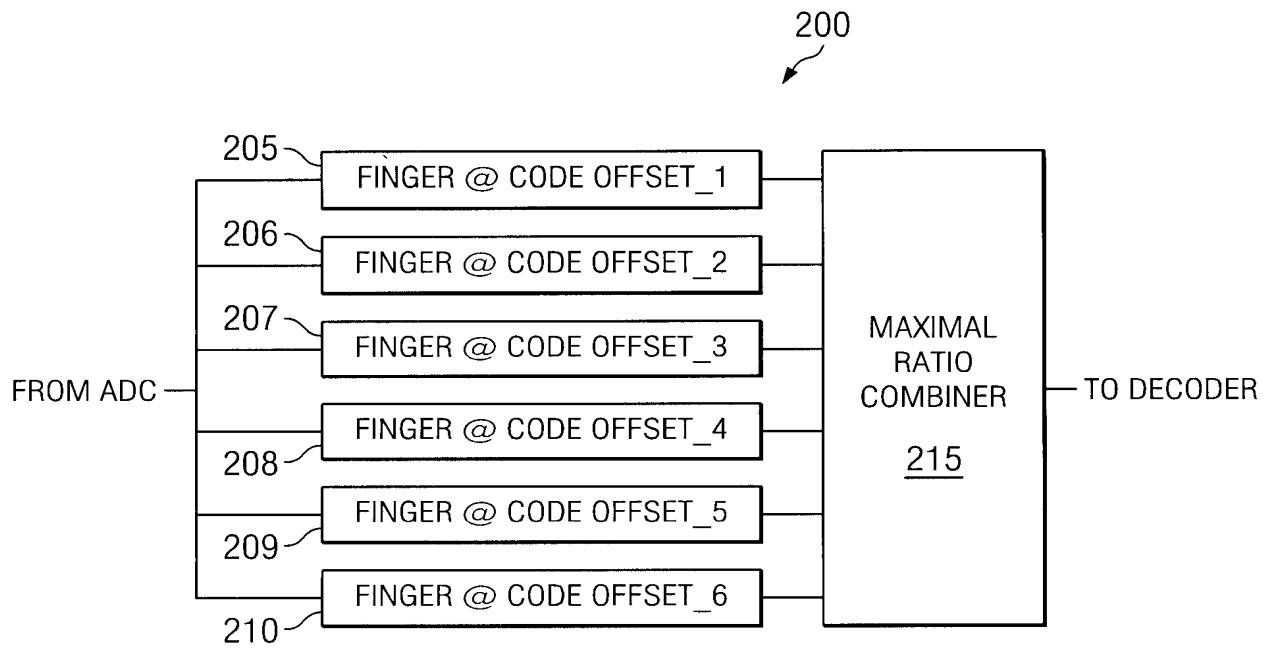 200
205
FINGER @ CODE OFFSET_1
206
FINGER @ CODE OFFSET_2
207
FINGER @ CODE OFFSET_3
FROM ADC
208
FINGER @ CODE OFFSET_4
209
FINGER @ CODE OFFSET_5
210
FINGER @ CODE OFFSET_6
MAXIMAL
RATIO
COMBINER
215
TO DECODER